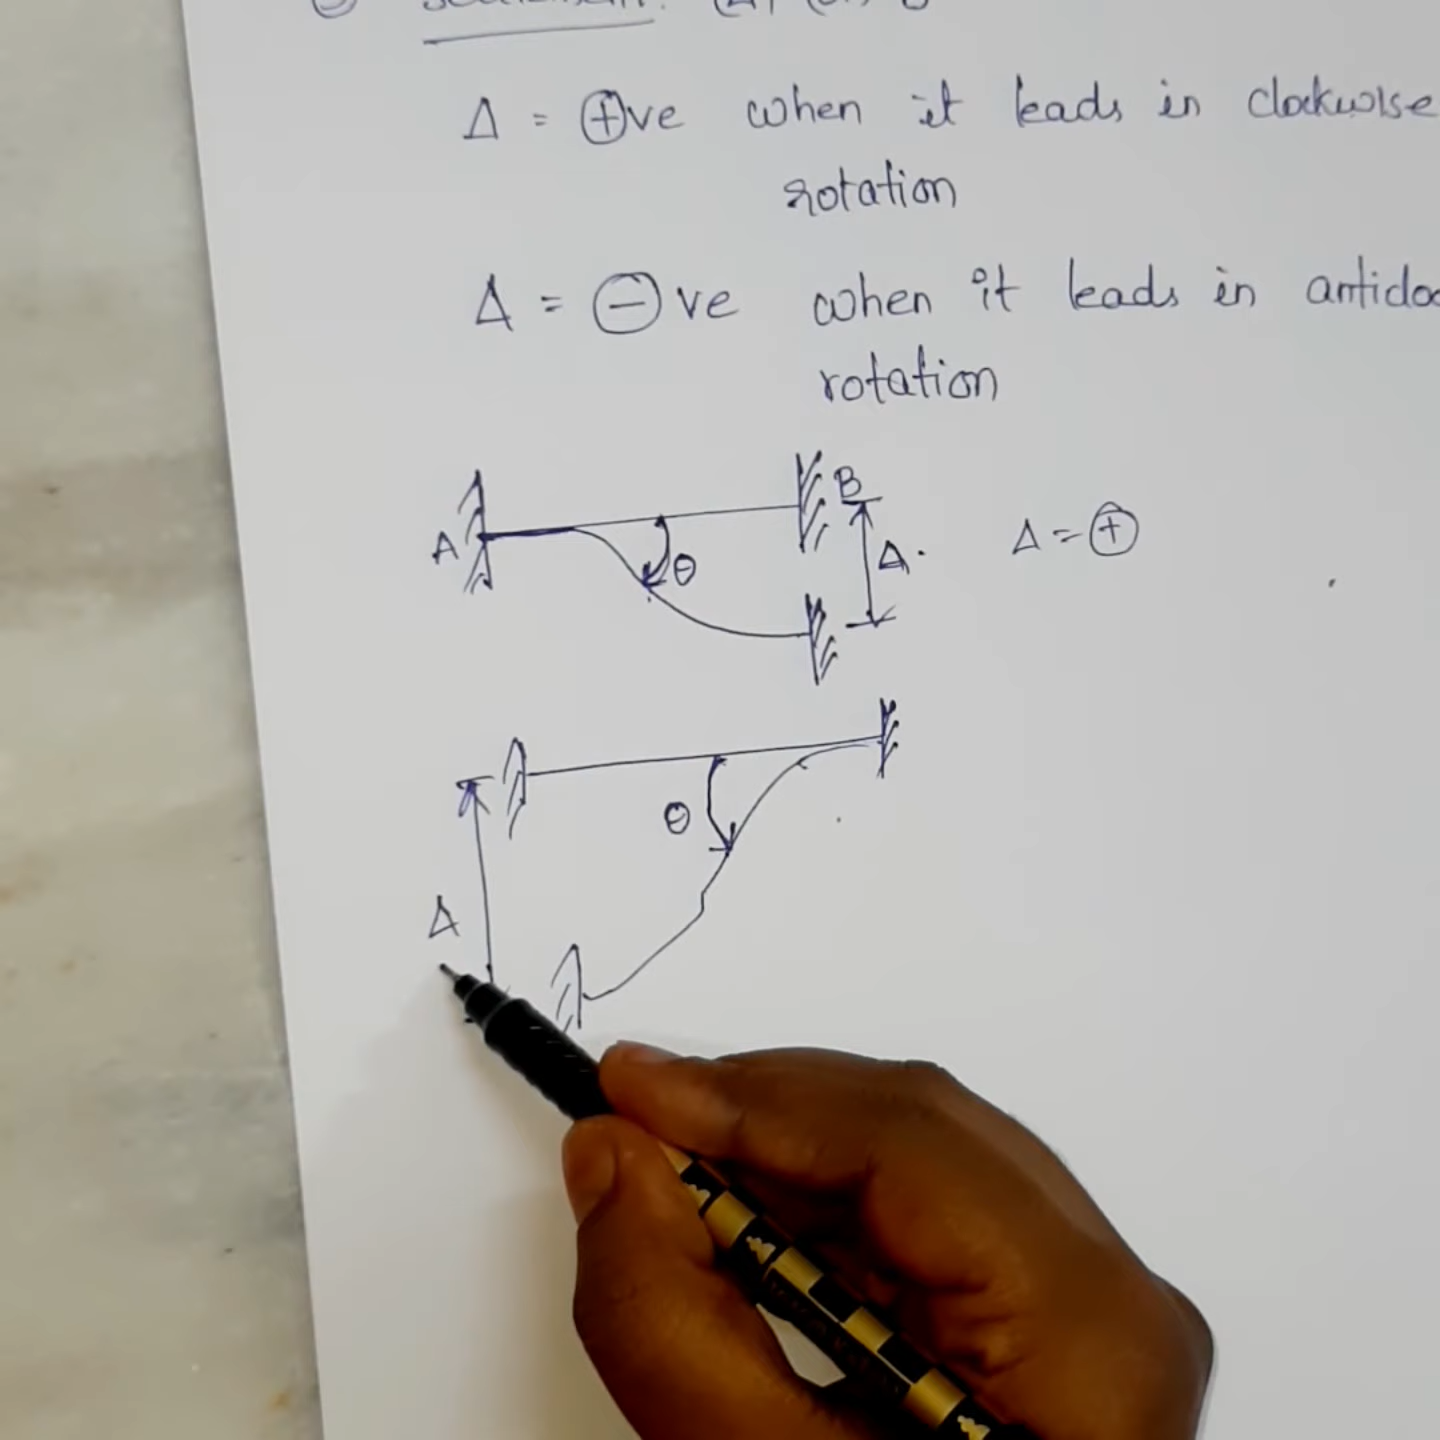 Δ = ⊕ve when it leads in clockwise
rotation
Δ = ⊖ve when it leads in
rotation
A
B
θ
Δ.
Δ = ⊕
θ
Δ